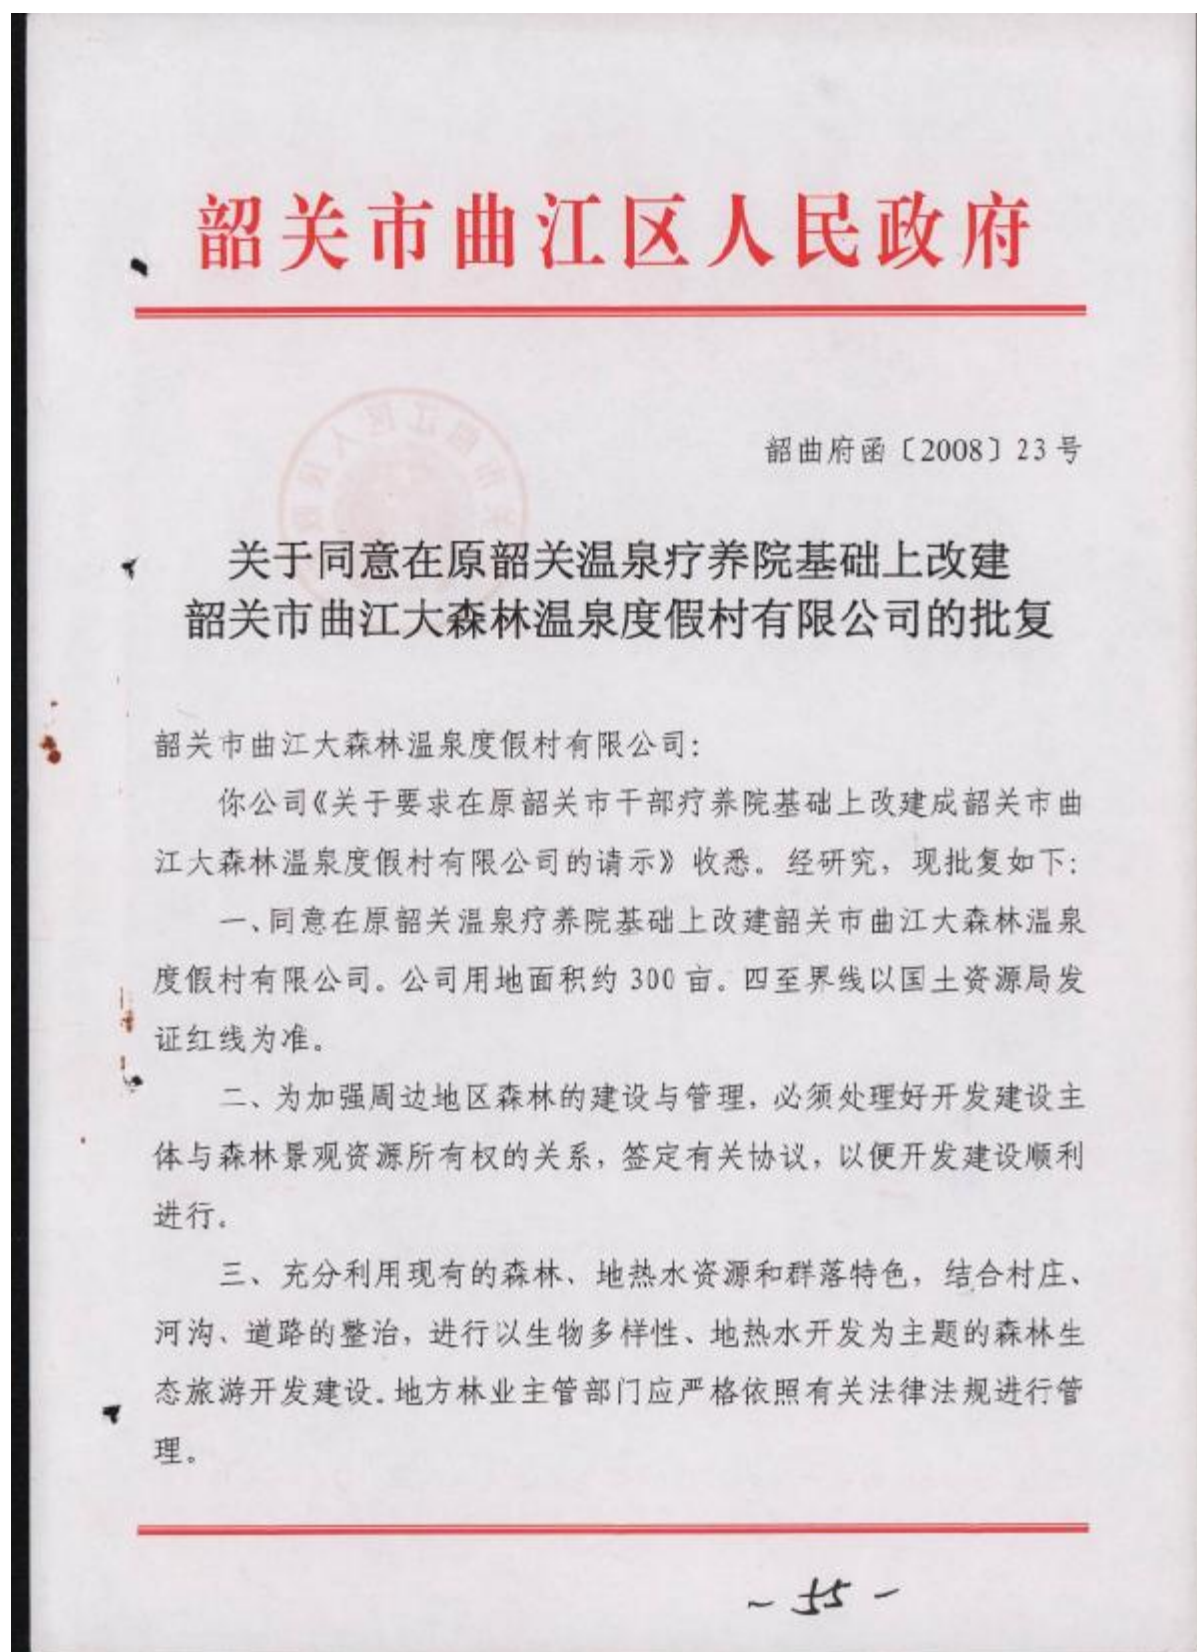 韶关市曲江区人民政府
韶曲府函〔2008〕23号
关于同意在原韶关温泉疗养院基础上改建
韶关市曲江大森林温泉度假村有限公司的批复
韶关市曲江大森林温泉度假村有限公司:
你公司《关于要求在原韶关市干部疗养院基础上改建成韶关市曲
江大森林温泉度假村有限公司的请示》收悉。经研究，现批复如下:
一、同意在原韶关温泉疗养院基础上改建韶关市曲江大森林温泉
度假村有限公司。公司用地面积约 300 亩。四至界线以国土资源局发
证红线为准。
二、为加强周边地区森林的建设与管理，必须处理好开发建设主
体与森林景观资源所有权的关系，签定有关协议，以便开发建设顺利
进行。
三、充分利用现有的森林、地热水资源和群落特色，结合村庄、
河沟、道路的整治，进行以生物多样性、地热水开发为主题的森林生
态旅游开发建设。地方林业主管部门应严格依照有关法律法规进行管
理。
- 55 -